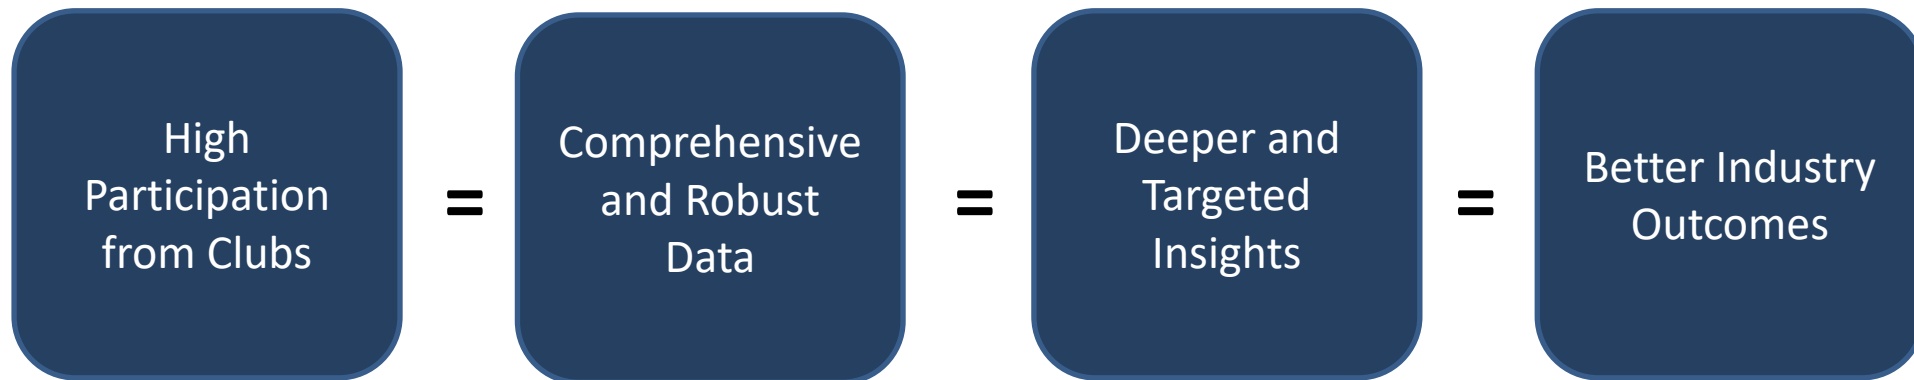 High
Participation
from Clubs
=
Comprehensive
and Robust
Data
=
Deeper and
Targeted
Insights
=
Better Industry
Outcomes